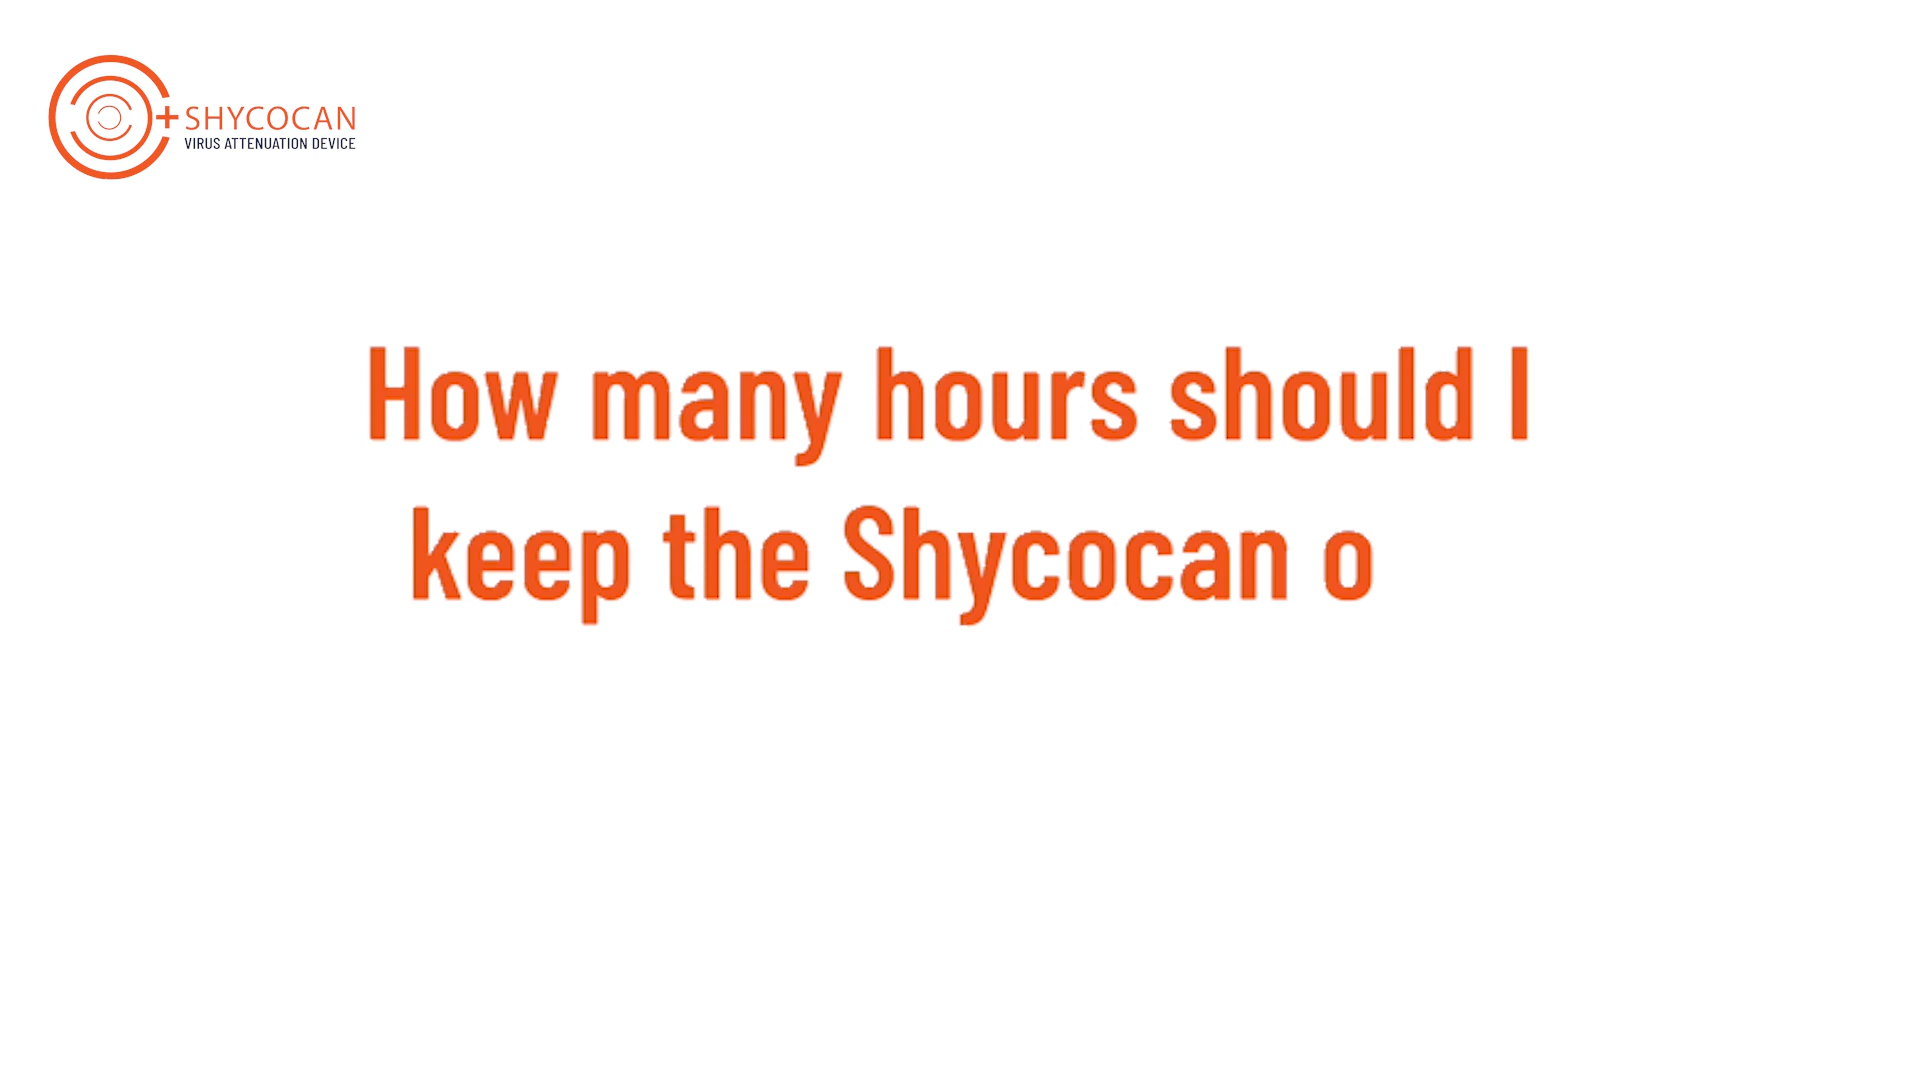 SHYCOCAN
VIRUS ATTENUATION DEVICE
How many hours should I
keep the Shycocan o